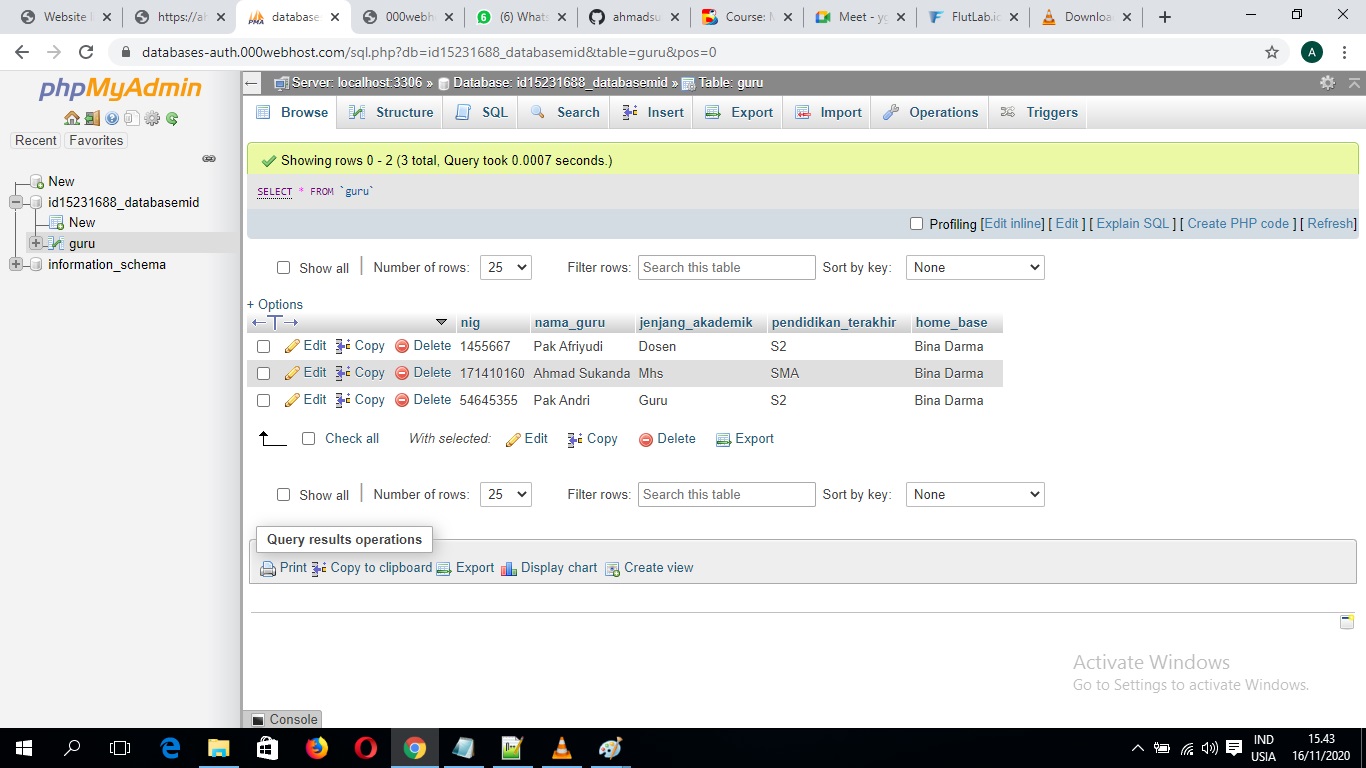 Website l
https://al
database
000webh
(6) Whats
ahmadsu
Course: M
Meet - yg
FlutLab.ic
Downloa
databases-auth.000webhost.com/sql.php?db=id15231688_databasemid&table=guru&pos=0
A
phpMyAdmin
Recent Favorites
New
id15231688_databasemid
New
guru
information_schema
Server: localhost:3306 » Database: id15231688_databasemid » Table: guru
Browse Structure SQL Search Insert Export Import Operations Triggers
Showing rows 0 - 2 (3 total, Query took 0.0007 seconds.)
SELECT * FROM `guru`
Profiling [Edit inline] [ Edit ] [ Explain SQL ] [ Create PHP code ] [ Refresh]
Show all | Number of rows: 25 Filter rows: Search this table Sort by key: None
+ Options
←T→ nig nama_guru jenjang_akademik pendidikan_terakhir home_base
Edit Copy Delete 1455667 Pak Afriyudi Dosen S2 Bina Darma
Edit Copy Delete 171410160 Ahmad Sukanda Mhs SMA Bina Darma
Edit Copy Delete 54645355 Pak Andri Guru S2 Bina Darma
Check all With selected: Edit Copy Delete Export
Show all | Number of rows: 25 Filter rows: Search this table Sort by key: None
Query results operations
Print Copy to clipboard Export Display chart Create view
Activate Windows
Go to Settings to activate Windows.
Console
IND
USIA
15.43
16/11/2020